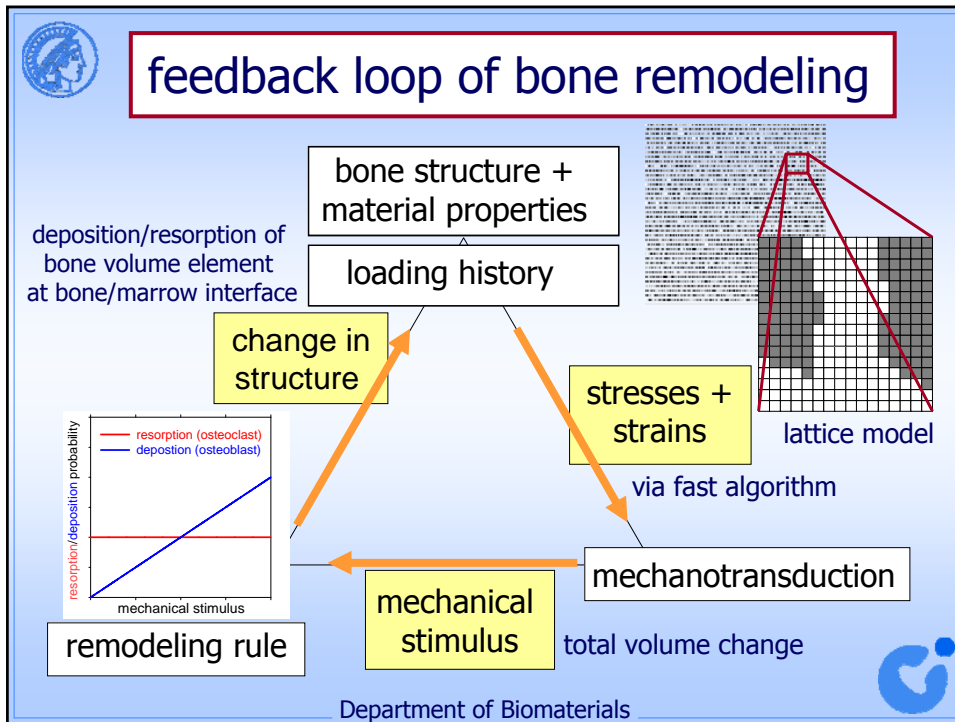 feedback loop of bone remodeling
bone structure +
material properties
deposition/resorption of
bone volume element
at bone/marrow interface
loading history
change in
structure
stresses +
strains
lattice model
via fast algorithm
resorption (osteoclast)
depostion (osteoblast)
resorption/deposition probability
mechanical stimulus
remodeling rule
mechanotransduction
mechanical
stimulus
total volume change
Department of Biomaterials